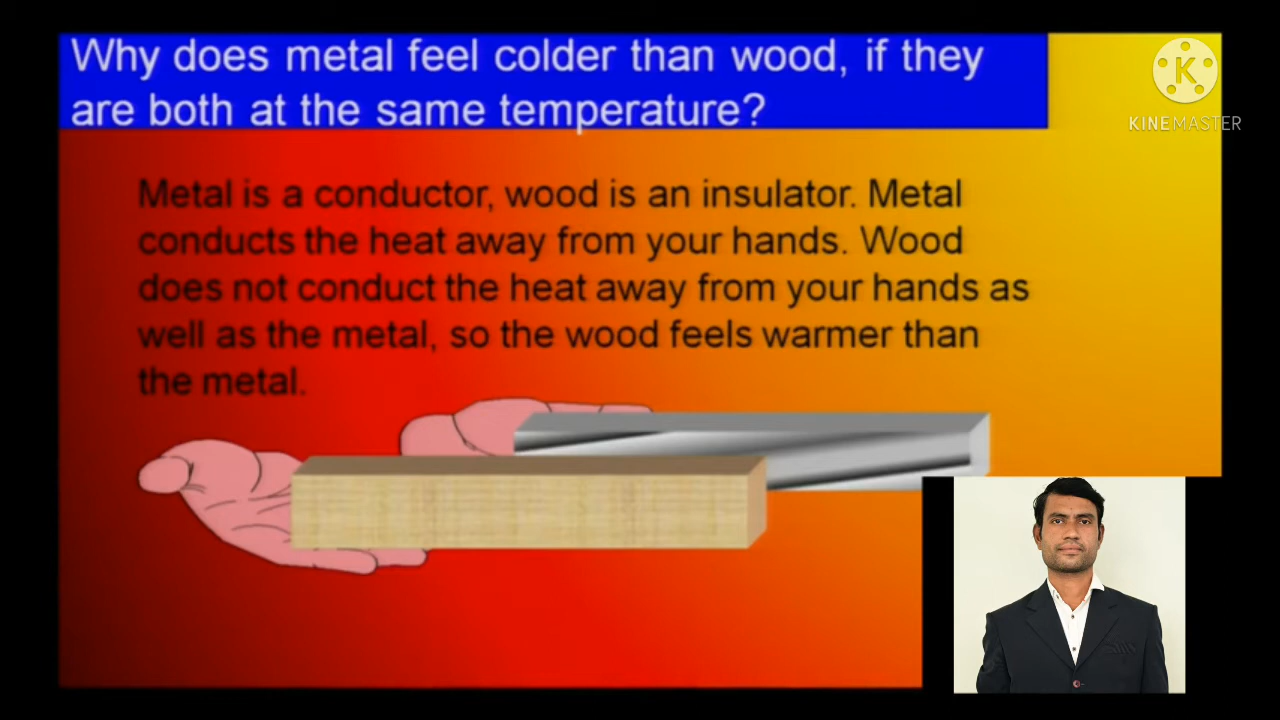 Why does metal feel colder than wood, if they
are both at the same temperature?
K
KINEMASTER
Metal is a conductor, wood is an insulator. Metal
conducts the heat away from your hands. Wood
does not conduct the heat away from your hands as
well as the metal, so the wood feels warmer than
the metal.